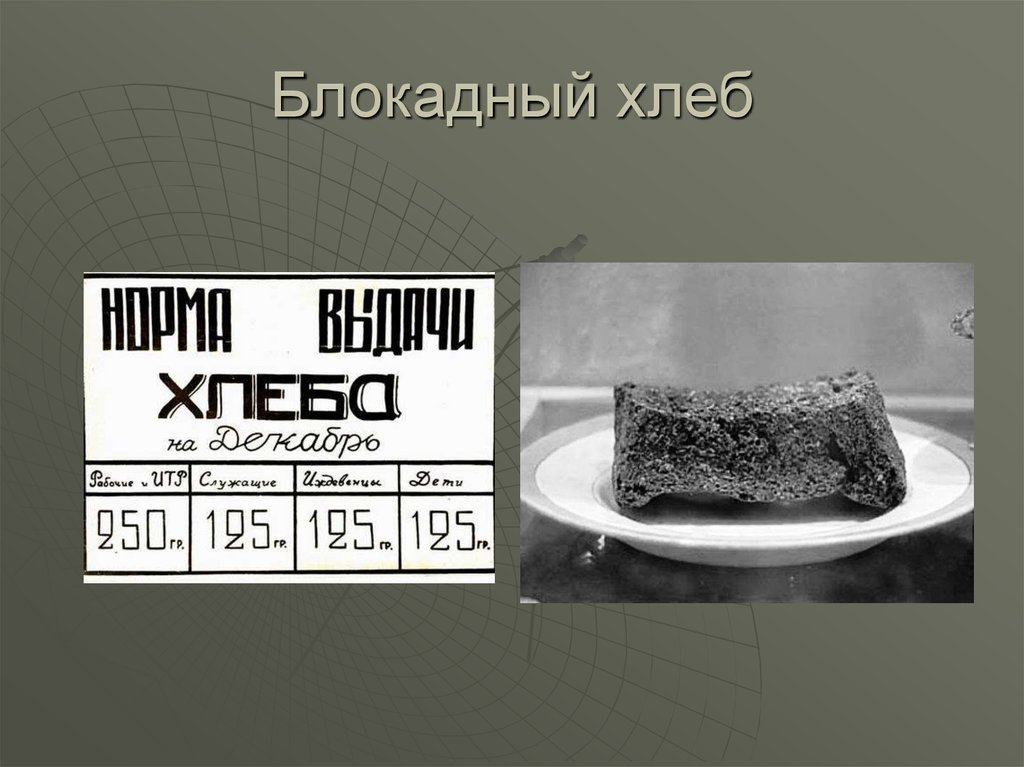 Блокадный хлеб
НОРМА ВЫДАЧИ
ХЛЕБА
на Декабрь
Рабочие и ИТР Служащие Иждевенцы Дети
250 гр. 125 гр. 125 гр. 125 гр.